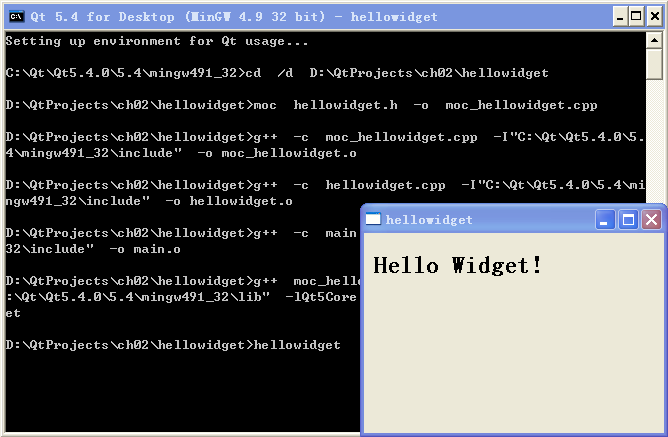 Qt 5.4 for Desktop (MinGW 4.9 32 bit) - hellowidget
Setting up environment for Qt usage...
C:\Qt\Qt5.4.0\5.4\mingw491_32>cd  /d  D:\QtProjects\ch02\hellowidget
D:\QtProjects\ch02\hellowidget>moc  hellowidget.h  -o  moc_hellowidget.cpp
D:\QtProjects\ch02\hellowidget>g++  -c  moc_hellowidget.cpp  -I"C:\Qt\Qt5.4.0\5.
4\mingw491_32\include"  -o moc_hellowidget.o
D:\QtProjects\ch02\hellowidget>g++  -c  hellowidget.cpp  -I"C:\Qt\Qt5.4.0\5.4\mi
ngw491_32\include"  -o hellowidget.o
D:\QtProjects\ch02\hellowidget>g++  -c  main
32\include"  -o main.o
D:\QtProjects\ch02\hellowidget>g++  moc_hello
:\Qt\Qt5.4.0\5.4\mingw491_32\lib"  -lQt5Core
et
D:\QtProjects\ch02\hellowidget>hellowidget
hellowidget
Hello Widget!